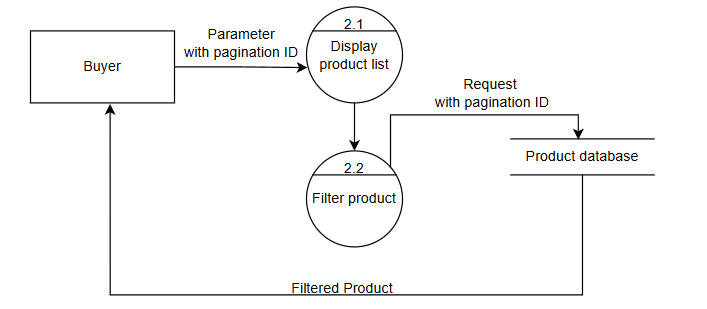 Buyer
Parameter
with pagination ID
2.1
Display
product list
2.2
Filter product
Request
with pagination ID
Product database
Filtered Product